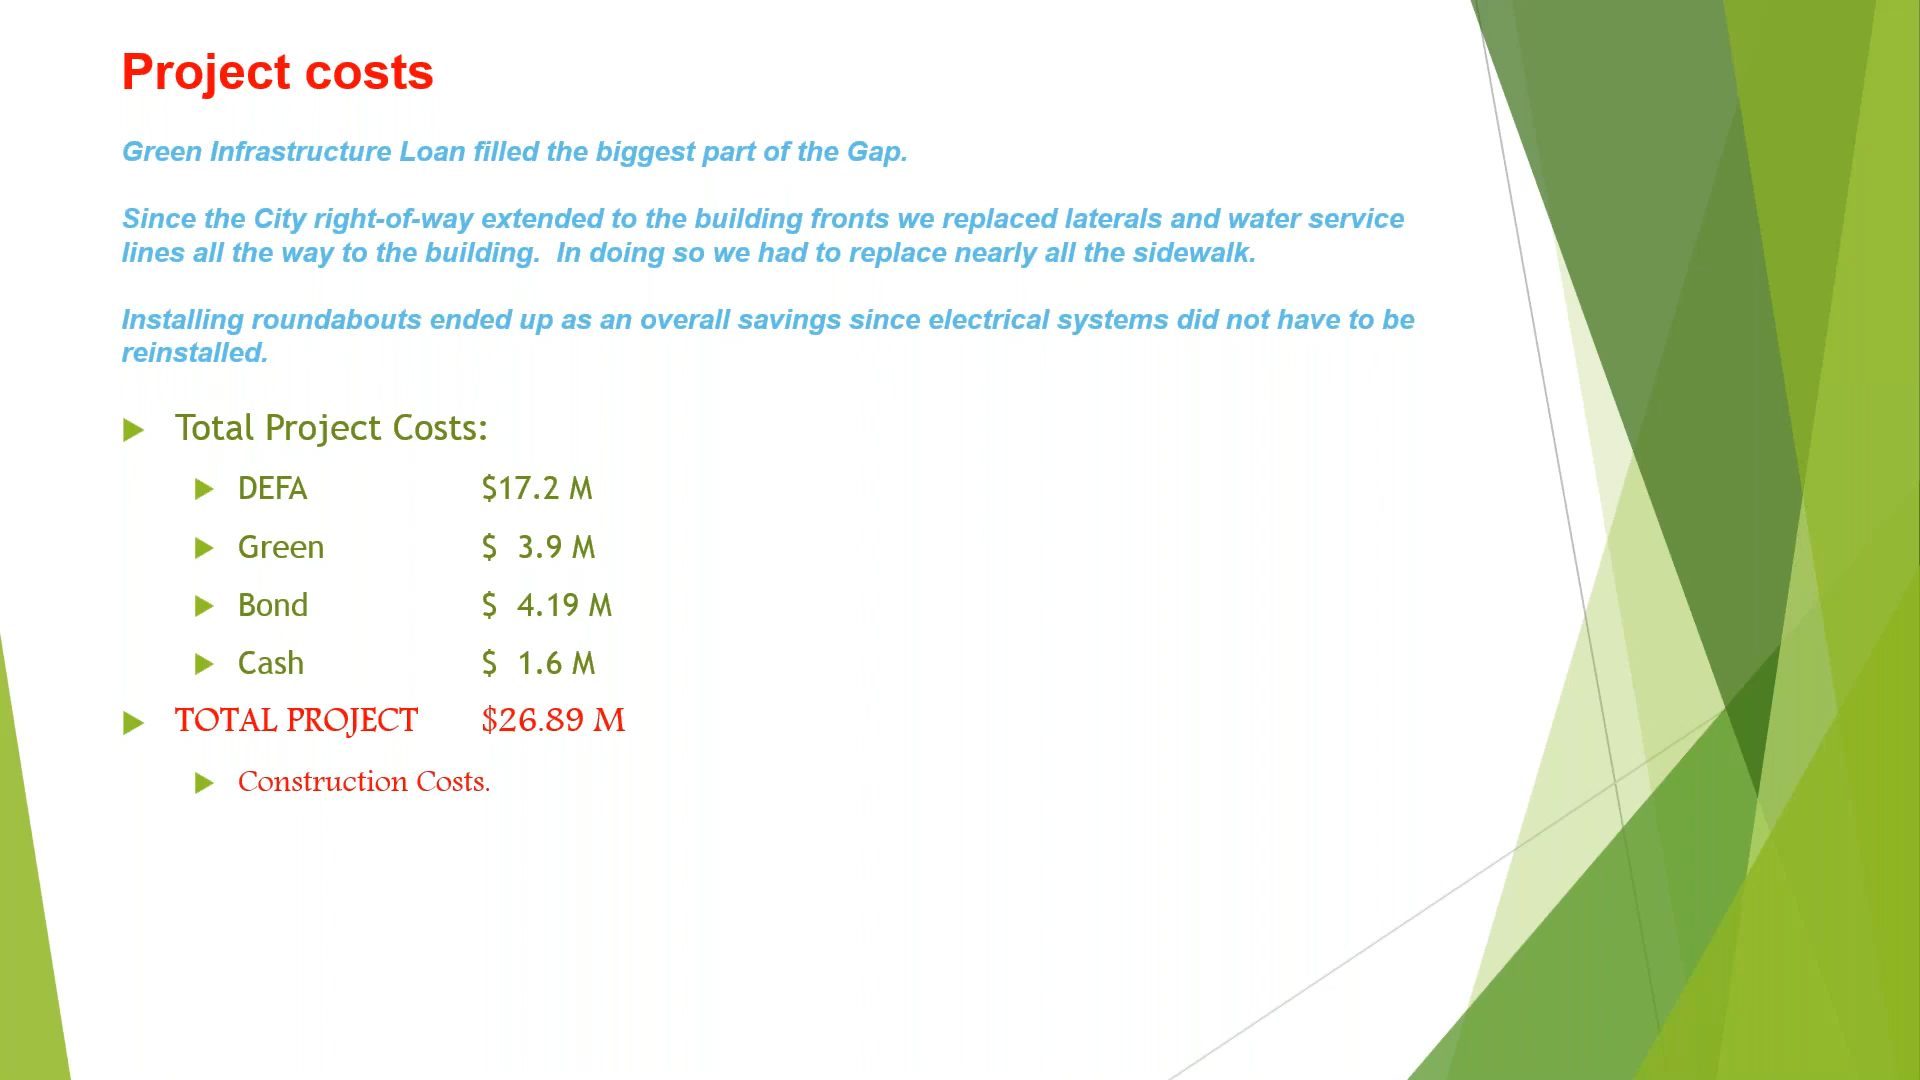 Project costs
Green Infrastructure Loan filled the biggest part of the Gap.
Since the City right-of-way extended to the building fronts we replaced laterals and water service
lines all the way to the building.  In doing so we had to replace nearly all the sidewalk.
Installing roundabouts ended up as an overall savings since electrical systems did not have to be
reinstalled.
Total Project Costs:
DEFA $17.2 M
Green $ 3.9 M
Bond $ 4.19 M
Cash $ 1.6 M
TOTAL PROJECT $26.89 M
Construction Costs.